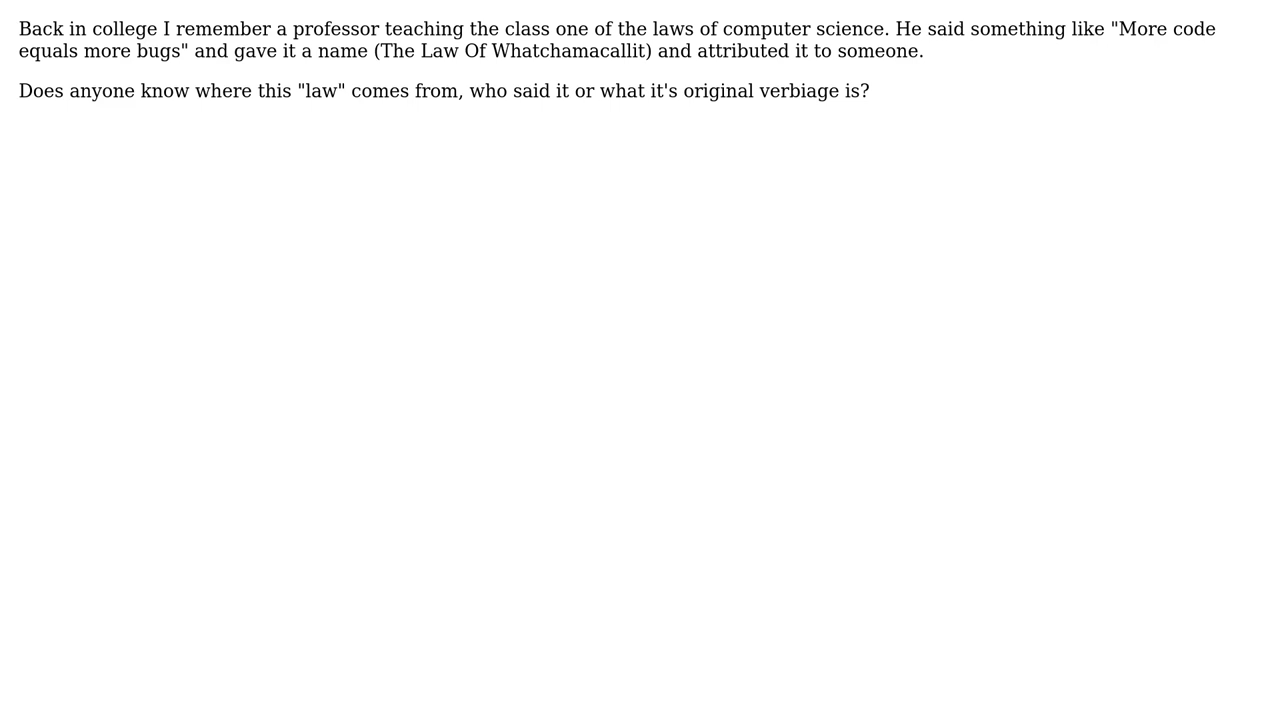 Back in college I remember a professor teaching the class one of the laws of computer science. He said something like "More code
equals more bugs" and gave it a name (The Law Of Whatchamacallit) and attributed it to someone.
Does anyone know where this "law" comes from, who said it or what it's original verbiage is?